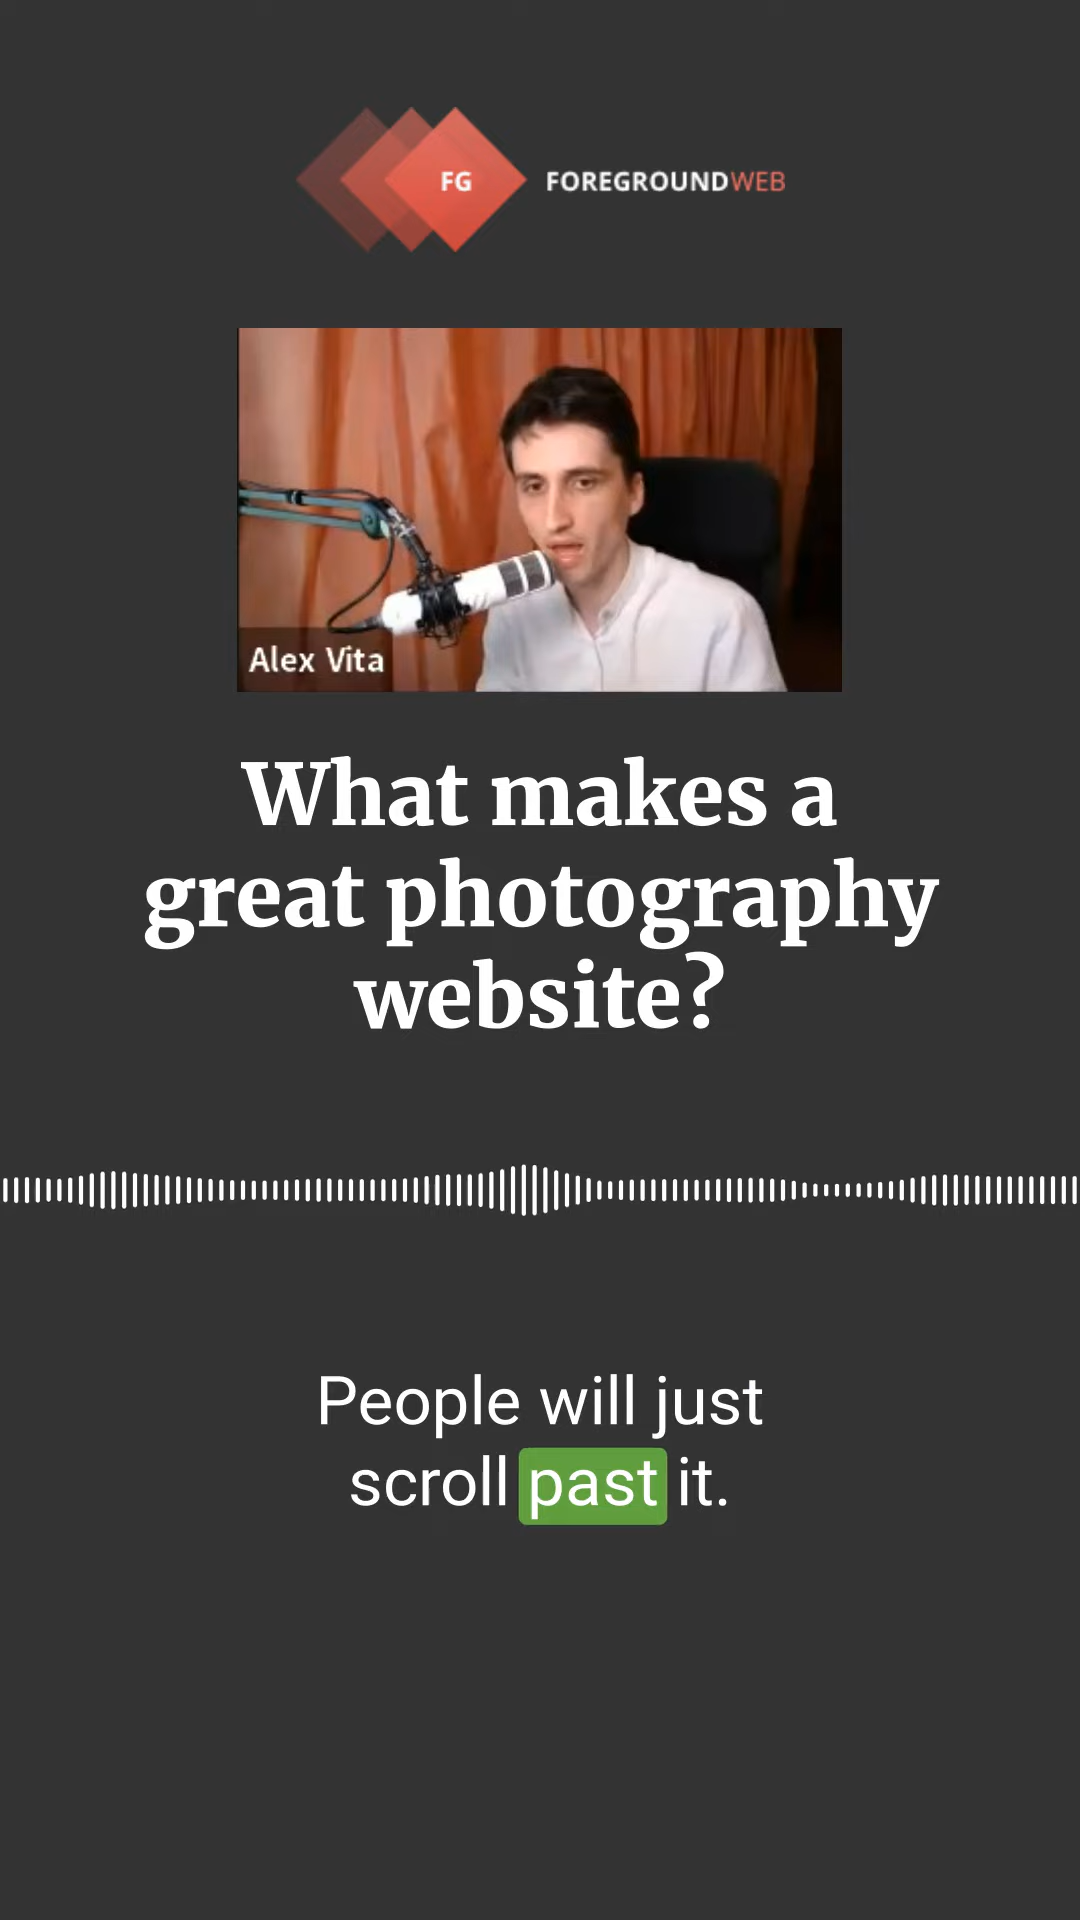 FG
FOREGROUNDWEB
Alex Vita
What makes a
great photography
website?
People will just
scroll past it.